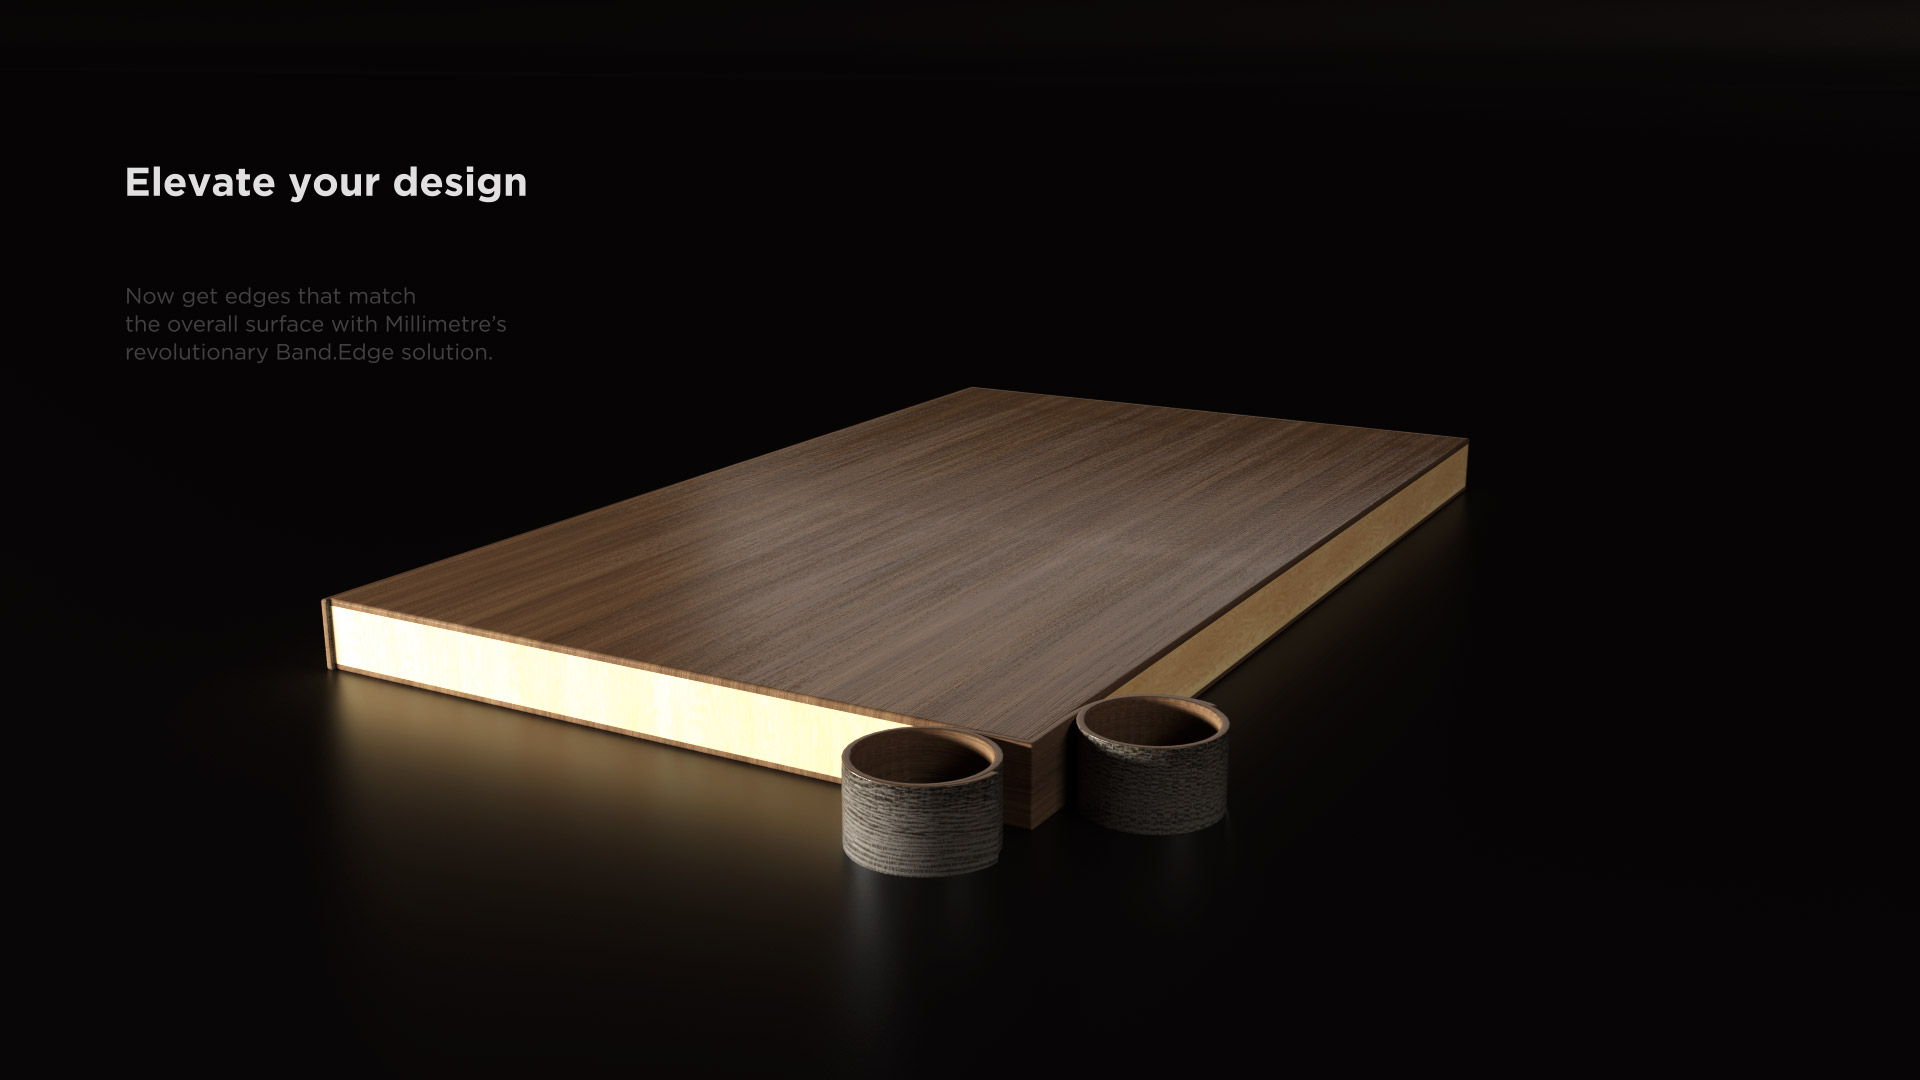 Elevate your design
Now get edges that match
the overall surface with Millimetre’s
revolutionary Band.Edge solution.